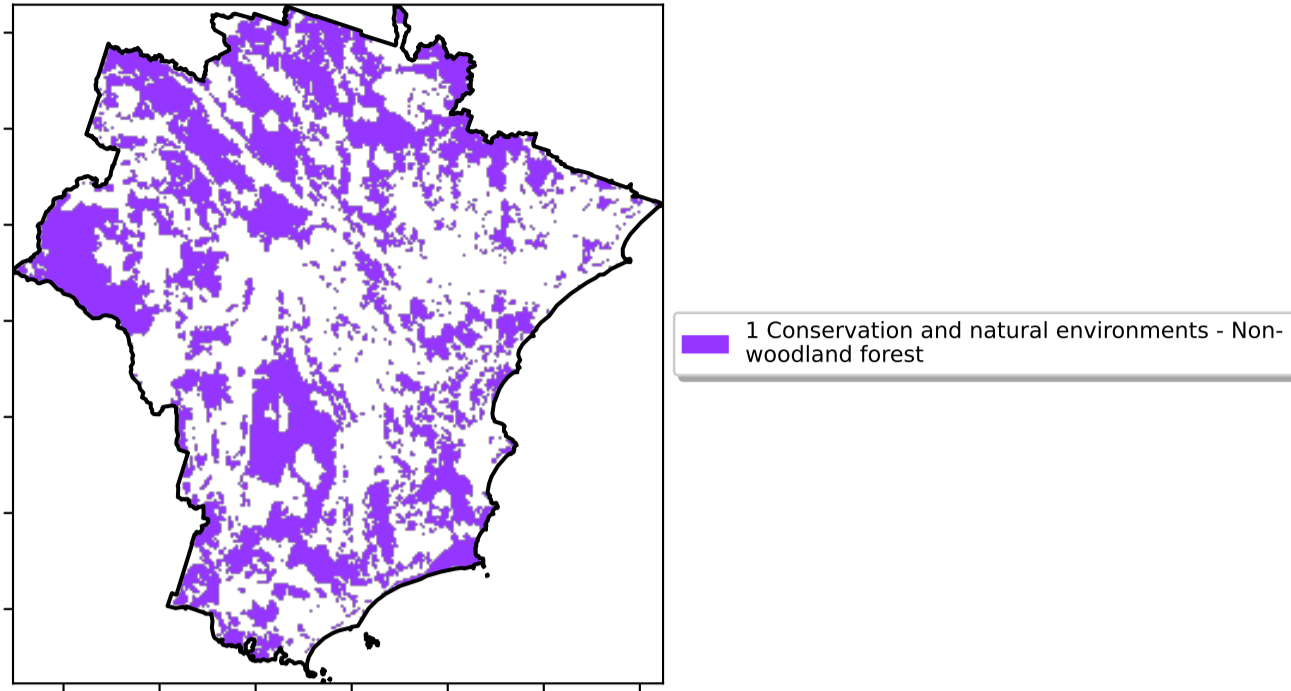 1 Conservation and natural environments - Non-
woodland forest